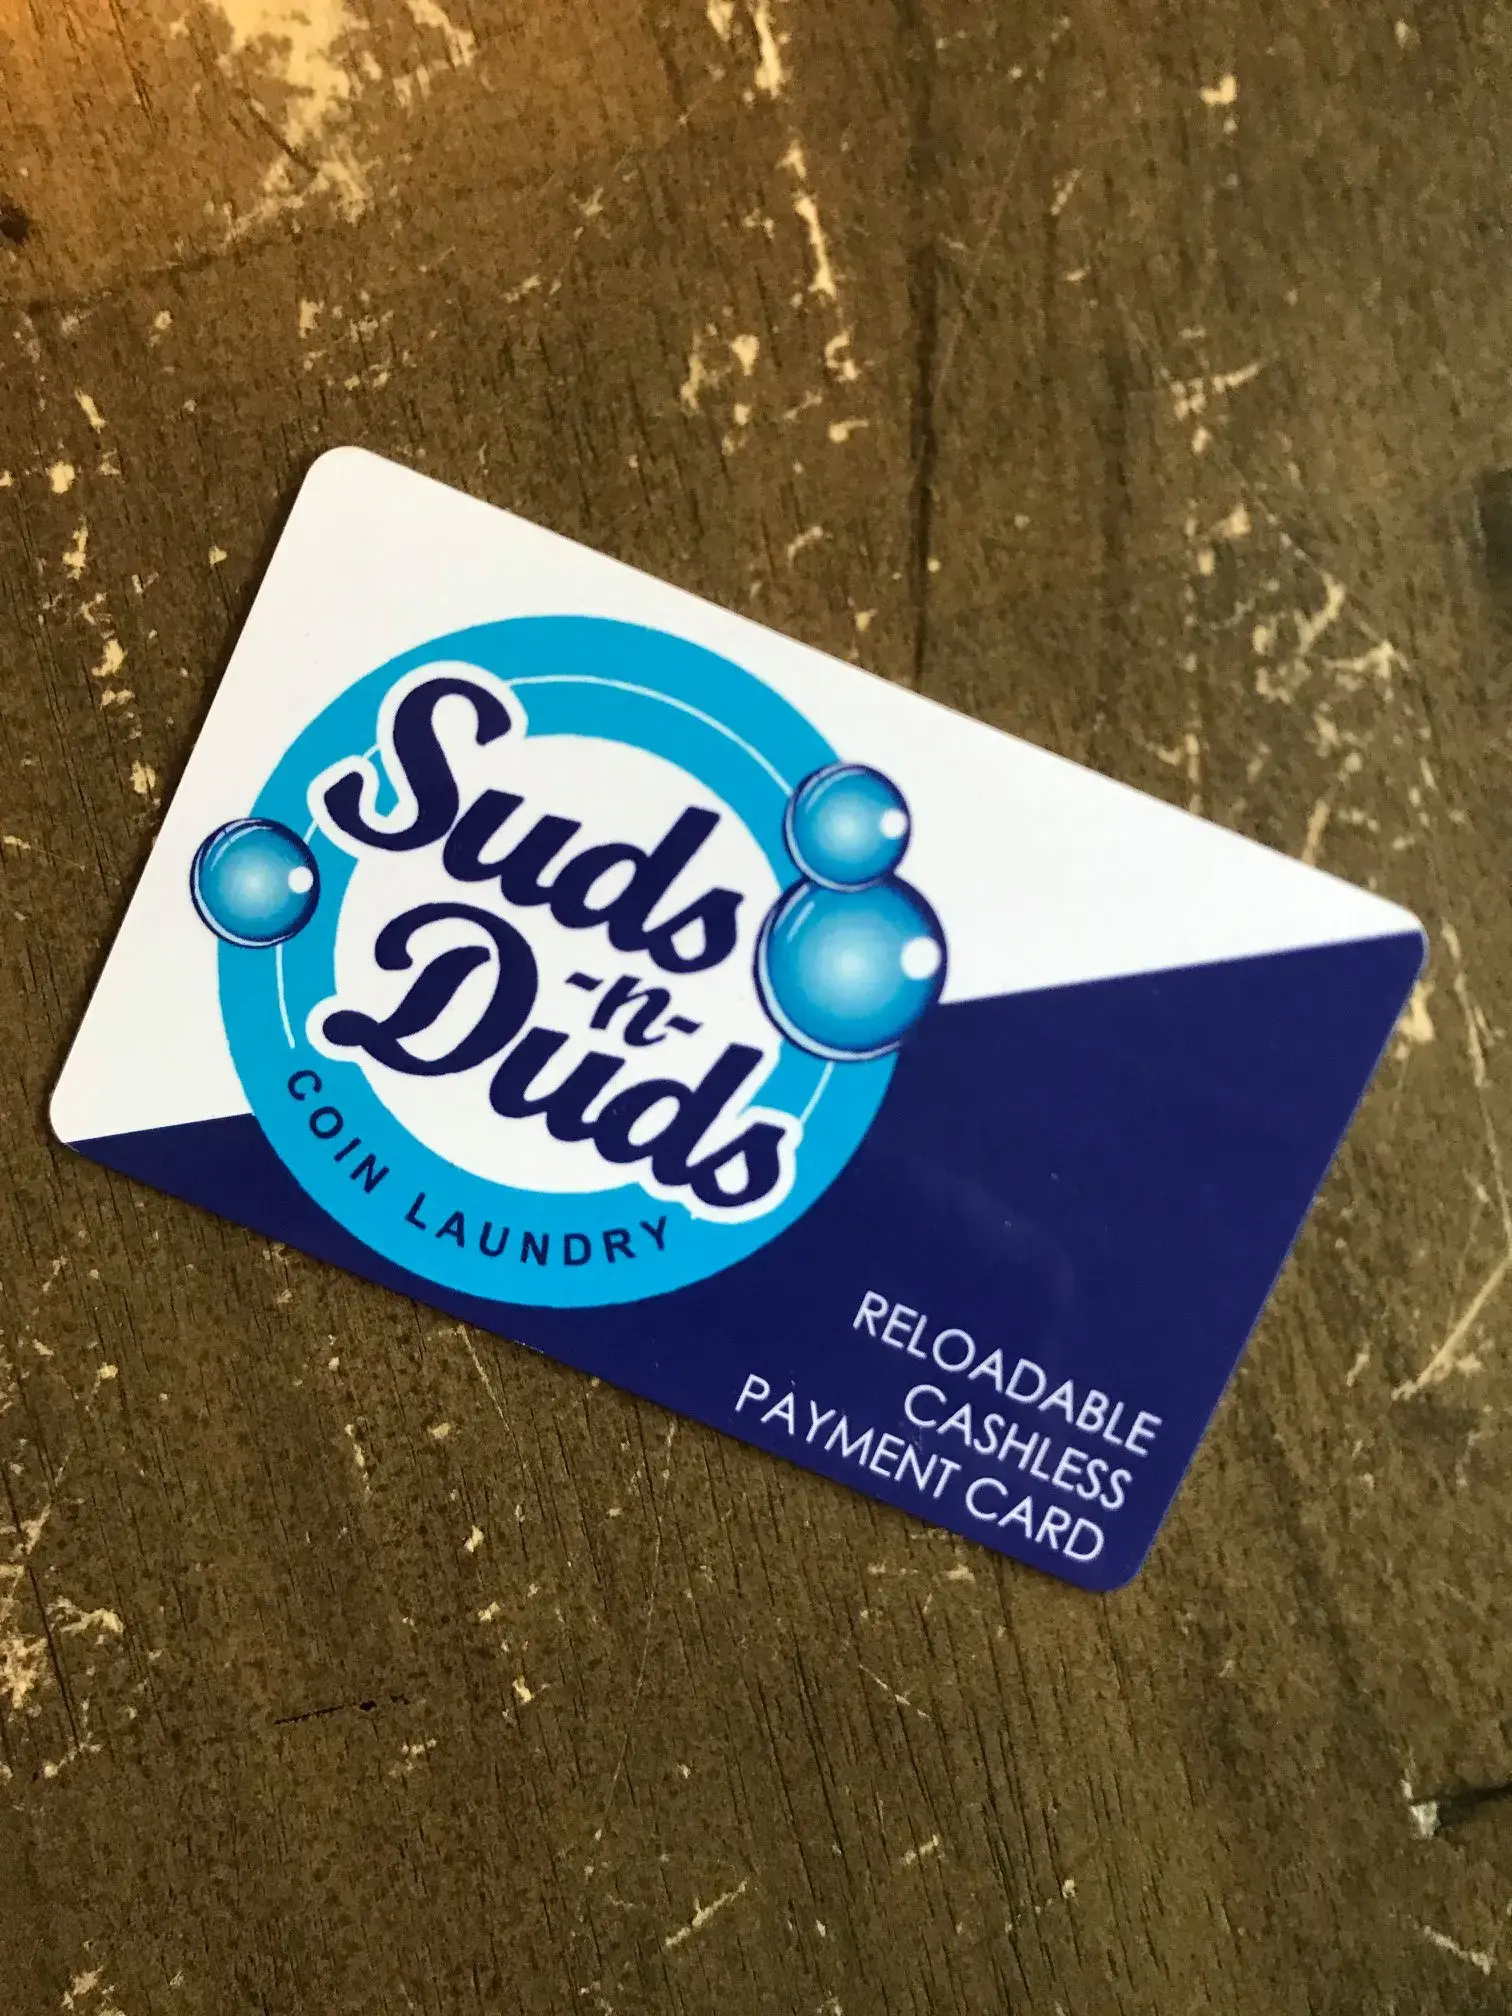 Suds
-n-
Duds
COIN LAUNDRY
RELOADABLE
CASHLESS
PAYMENT CARD